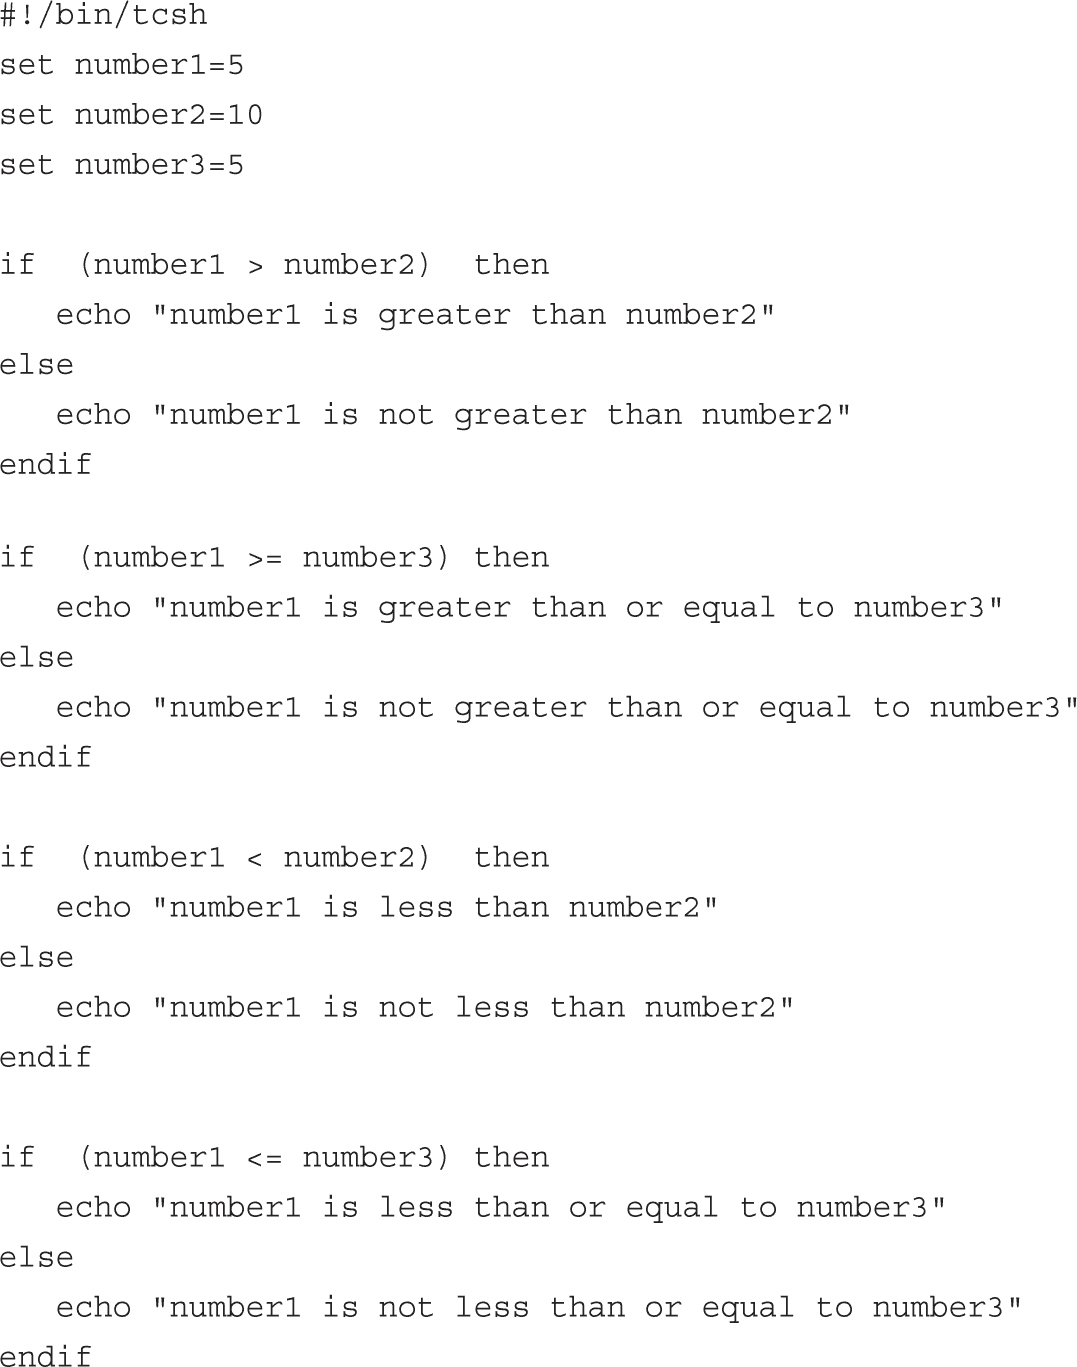 #!/bin/tcsh
set number1=5
set number2=10
set number3=5

if  (number1 > number2)  then
   echo "number1 is greater than number2"
else
   echo "number1 is not greater than number2"
endif

if  (number1 >= number3) then
   echo "number1 is greater than or equal to number3"
else
   echo "number1 is not greater than or equal to number3"
endif

if  (number1 < number2)  then
   echo "number1 is less than number2"
else
   echo "number1 is not less than number2"
endif

if  (number1 <= number3) then
   echo "number1 is less than or equal to number3"
else
   echo "number1 is not less than or equal to number3"
endif